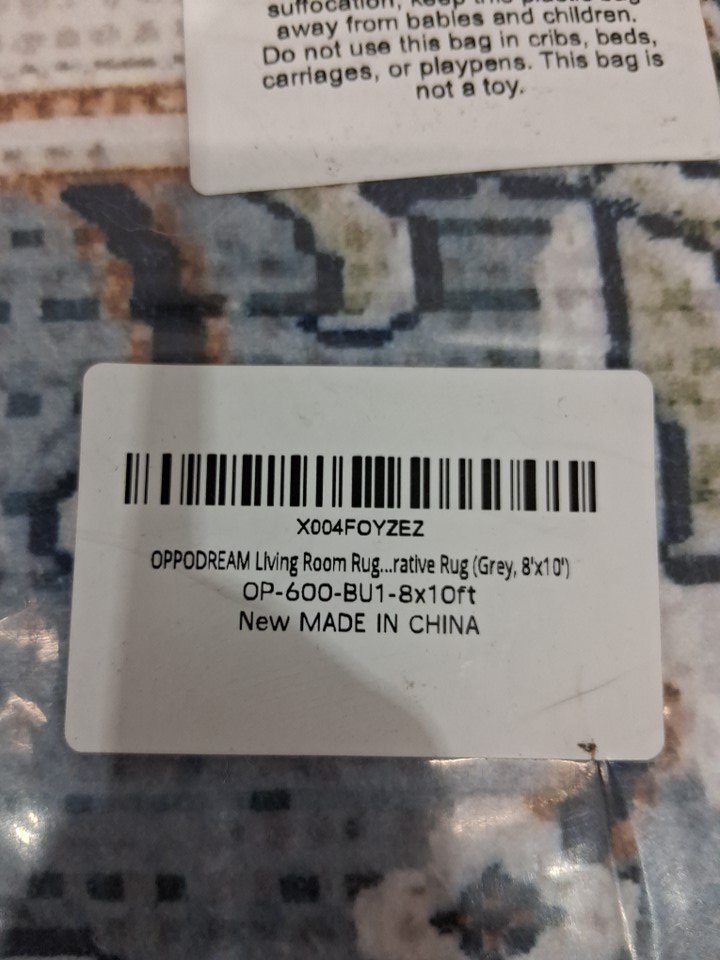 suffocation, keep this plastic bag
away from babies and children.
Do not use this bag in cribs, beds,
carriages, or playpens. This bag is
not a toy.
X004FOYZEZ
OPPODREAM Living Room Rug...rative Rug (Grey, 8'x10')
OP-600-BU1-8x10ft
New MADE IN CHINA